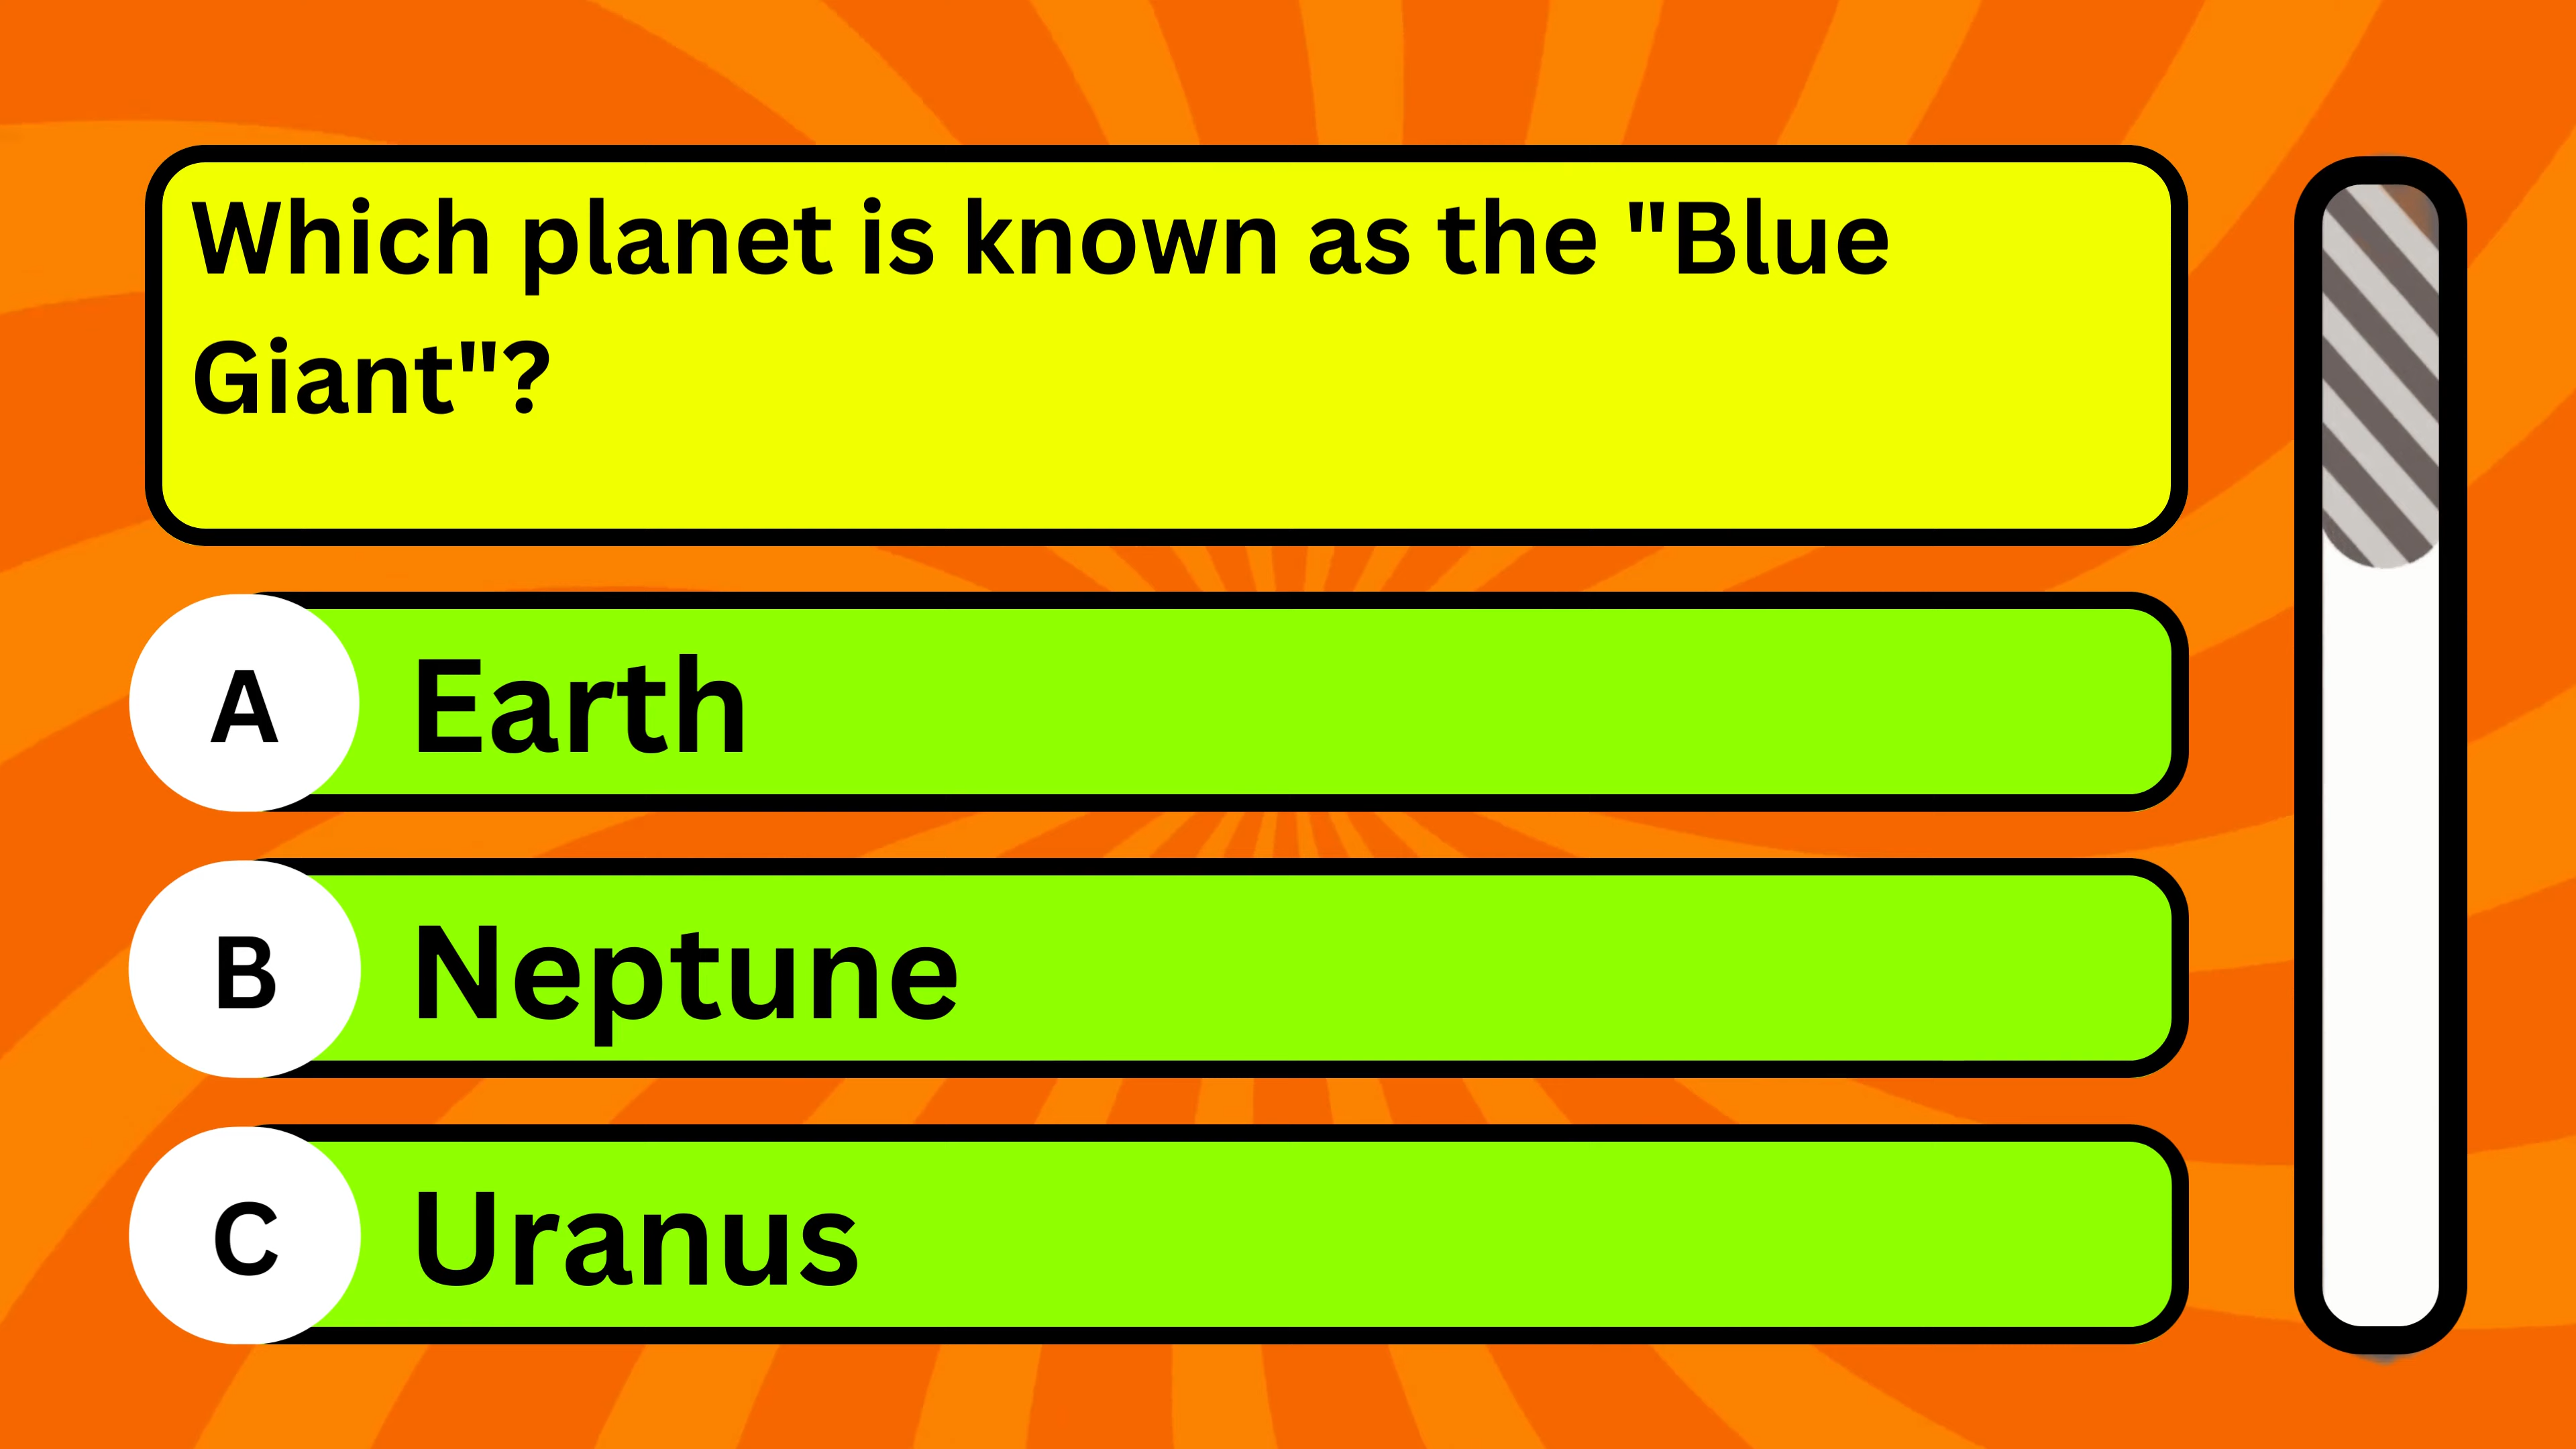 Which planet is known as the "Blue
Giant"?
A Earth
B Neptune
C Uranus